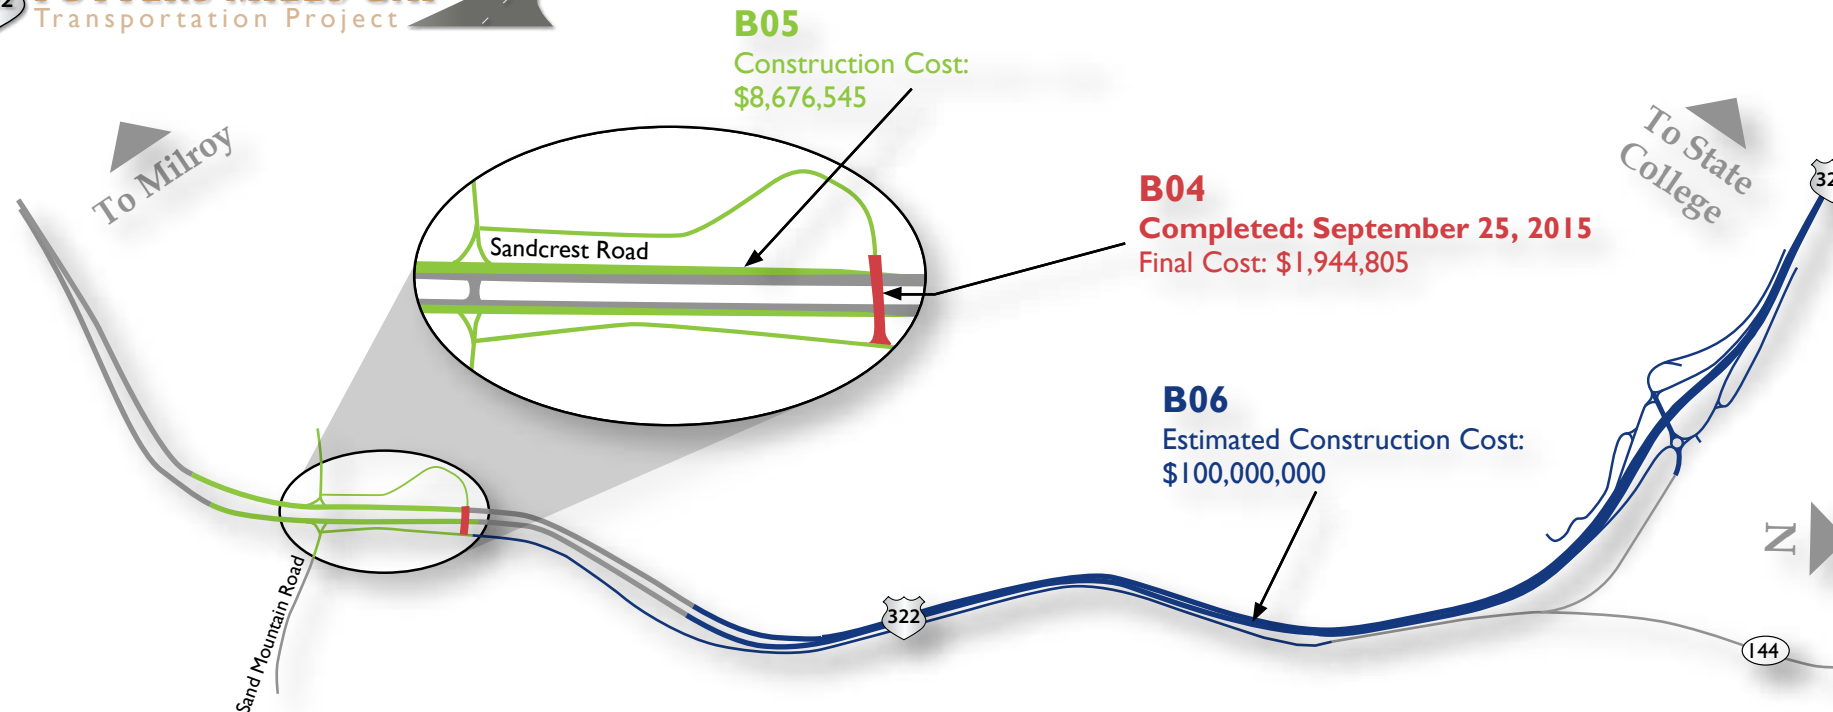 Transportation Project
B05
Construction Cost:
$8,676,545
To Milroy
To State
College
Sandcrest Road
B04
Completed: September 25, 2015
Final Cost: $1,944,805
B06
Estimated Construction Cost:
$100,000,000
N
Sand Mountain Road
322
144